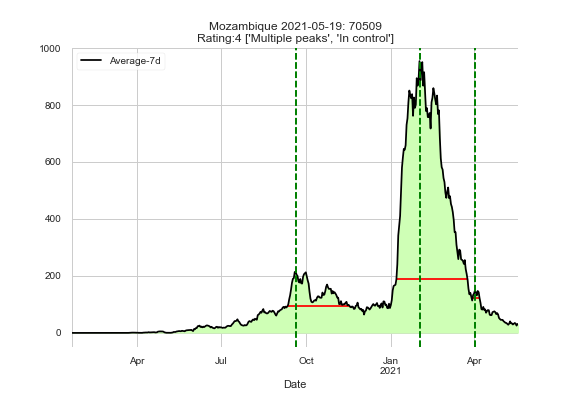 Mozambique 2021-05-19: 70509
Rating:4 ['Multiple peaks', 'In control']
1000
Average-7d
800
600
400
200
0
Apr
Jul
Oct
Jan
2021
Apr
Date